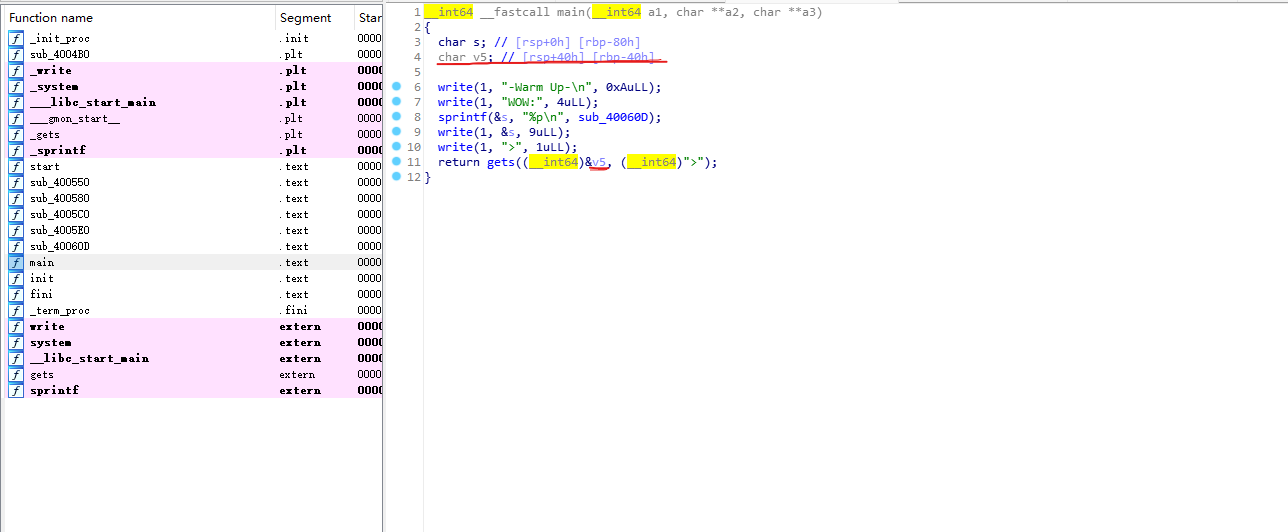 Function name Segment Star
f _init_proc .init 0000
f sub_4004B0 .plt 0000
f _write .plt 0000
f _system .plt 0000
f ___libc_start_main .plt 0000
f __gmon_start__ .plt 0000
f _gets .plt 0000
f _sprintf .plt 0000
f start .text 0000
f sub_400550 .text 0000
f sub_400580 .text 0000
f sub_4005C0 .text 0000
f sub_4005E0 .text 0000
f sub_40060D .text 0000
f main .text 0000
f init .text 0000
f fini .text 0000
f _term_proc .fini 0000
f write extern 0000
f system extern 0000
f __libc_start_main extern 0000
f gets extern 0000
f sprintf extern 0000
1 __int64 __fastcall main(__int64 a1, char **a2, char **a3)
2 {
3 char s; // [rsp+0h] [rbp-80h]
4 char v5; // [rsp+40h] [rbp-40h]
5
6 write(1, "-Warm Up-\n", 0xAuLL);
7 write(1, "WOW:", 4uLL);
8 sprintf(&s, "%p\n", sub_40060D);
9 write(1, &s, 9uLL);
10 write(1, ">", 1uLL);
11 return gets((__int64)&v5, (__int64)">");
12 }